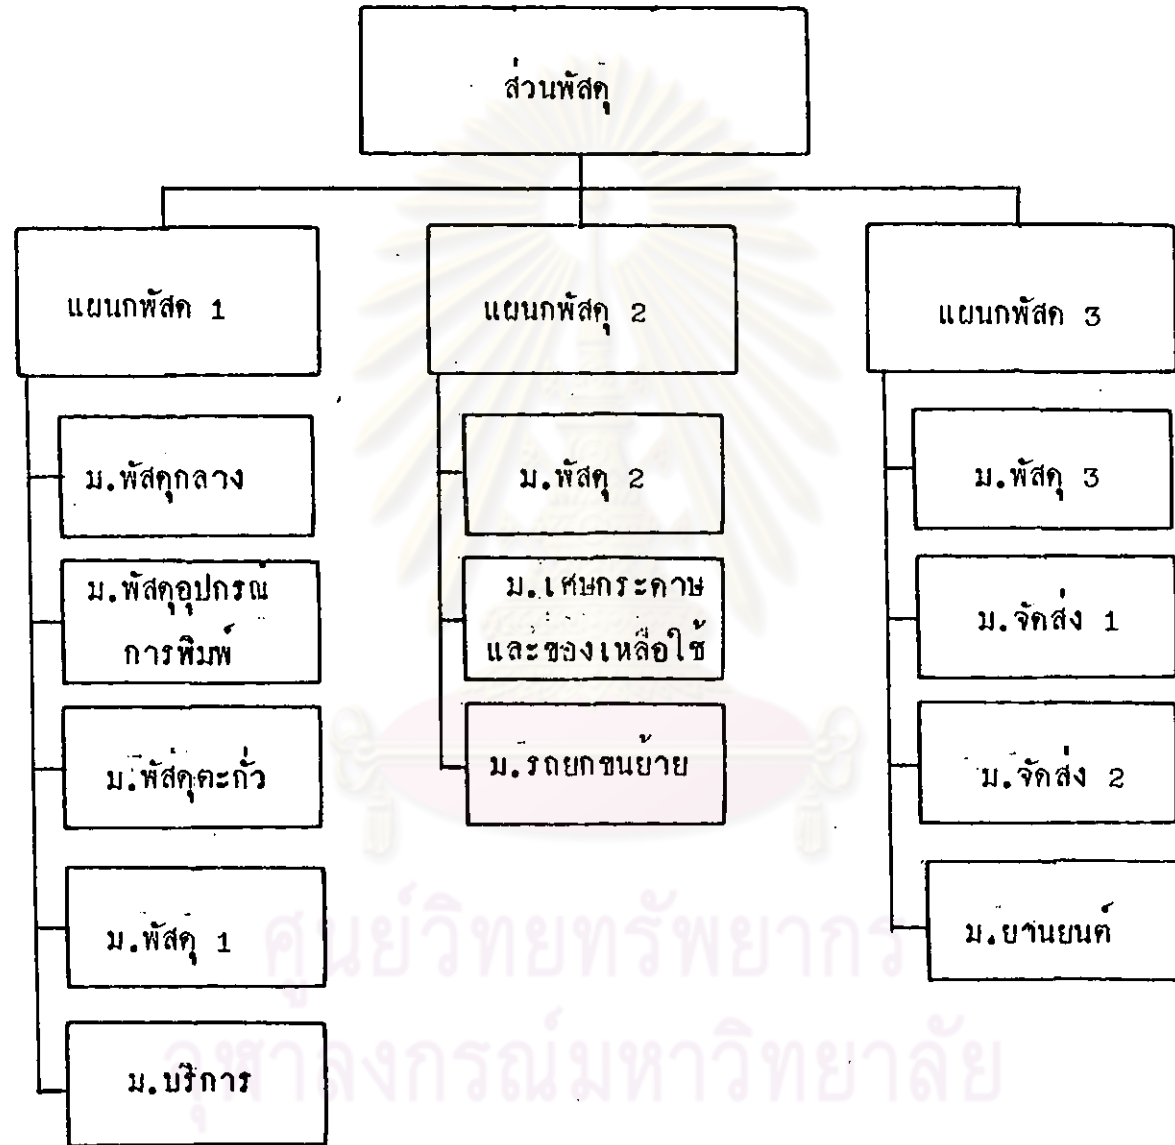 ส่วนพัสดุ
แผนกพัสดุ 1
แผนกพัสดุ 2
แผนกพัสดุ 3
ม.พัสดุกลาง
ม.พัสดุอุปกรณ์
การพิมพ์
ม.พัสดุตะกั่ว
ม.พัสดุ 1
ม.บริการ
ม.พัสดุ 2
ม.เศษกระดาษ
และของเหลือใช้
ม.รถยกขนย้าย
ม.พัสดุ 3
ม.จัดส่ง 1
ม.จัดส่ง 2
ม.ยานยนต์
ศูนย์วิทยทรัพยากร
จุฬาลงกรณ์มหาวิทยาลัย